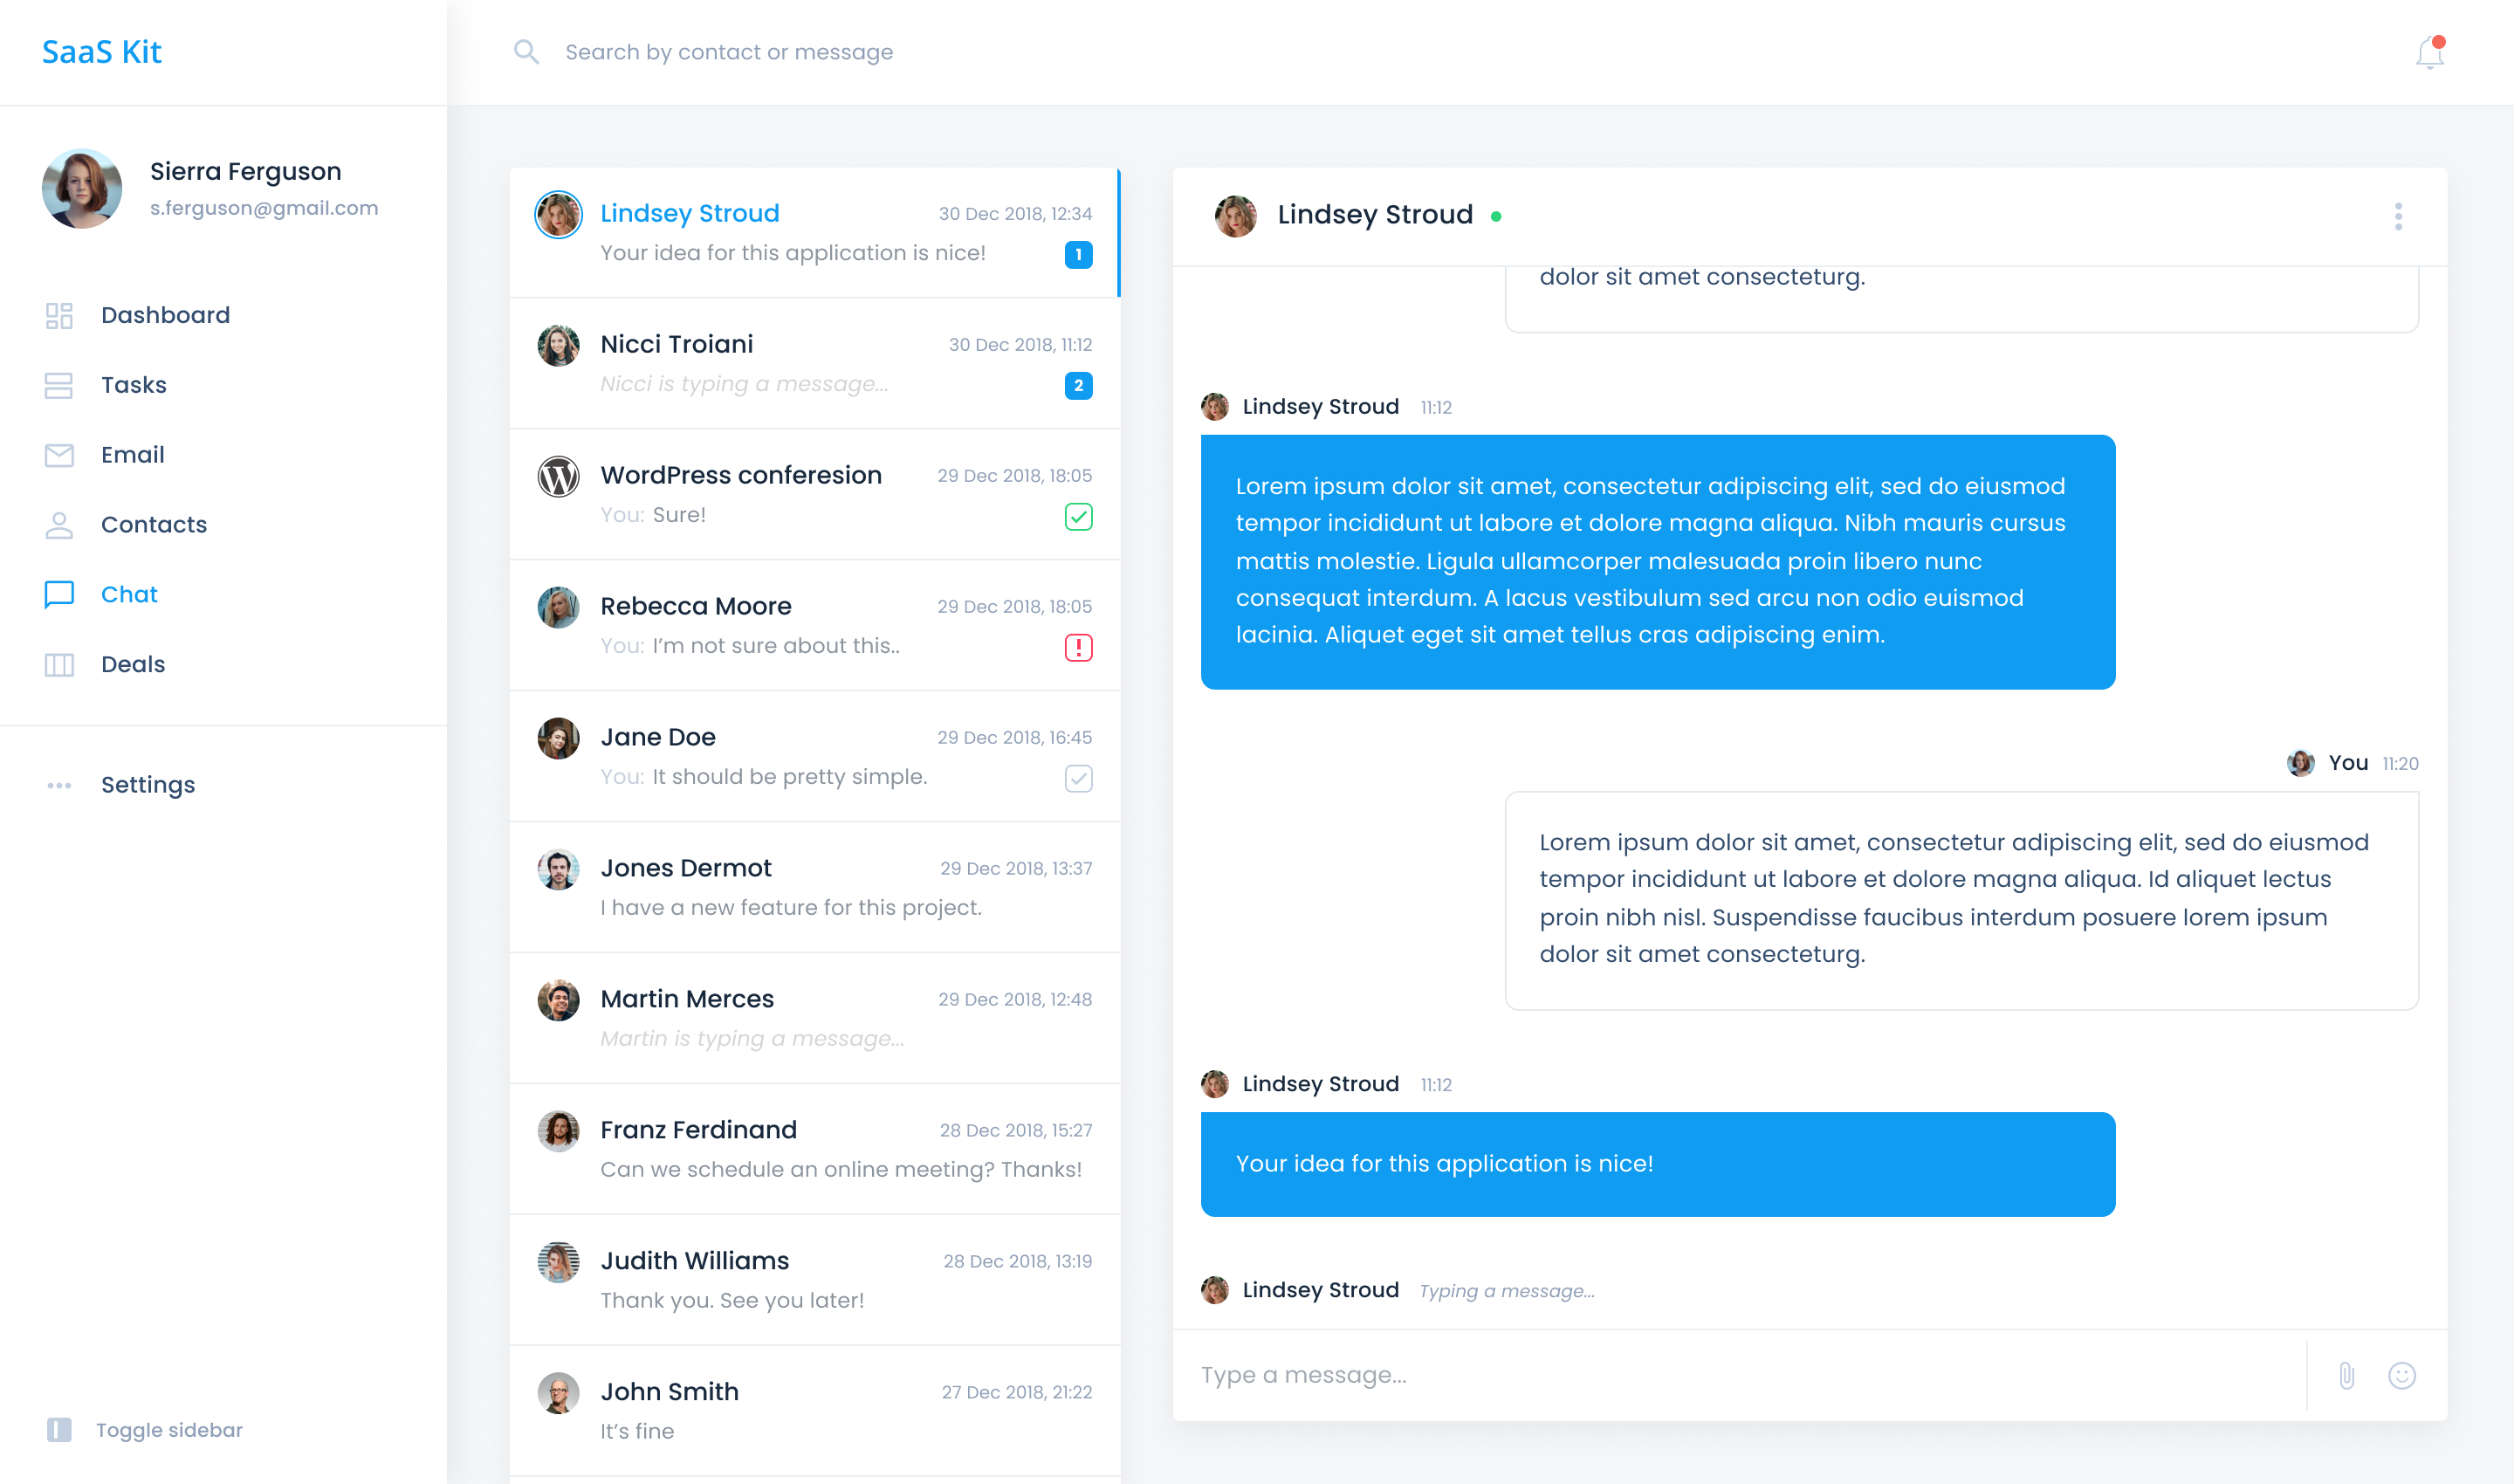 SaaS Kit
Search by contact or message
Sierra Ferguson
s.ferguson@gmail.com
Dashboard
Tasks
Email
Contacts
Chat
Deals
Settings
Toggle sidebar
Lindsey Stroud
30 Dec 2018, 12:34
Your idea for this application is nice!
1
Nicci Troiani
30 Dec 2018, 11:12
Nicci is typing a message...
2
WordPress conferesion
29 Dec 2018, 18:05
You: Sure!
Rebecca Moore
29 Dec 2018, 18:05
You: I’m not sure about this..
Jane Doe
29 Dec 2018, 16:45
You: It should be pretty simple.
Jones Dermot
29 Dec 2018, 13:37
I have a new feature for this project.
Martin Merces
29 Dec 2018, 12:48
Martin is typing a message...
Franz Ferdinand
28 Dec 2018, 15:27
Can we schedule an online meeting? Thanks!
Judith Williams
28 Dec 2018, 13:19
Thank you. See you later!
John Smith
27 Dec 2018, 21:22
It’s fine
Lindsey Stroud
dolor sit amet consecteturg.
Lindsey Stroud 11:12
Lorem ipsum dolor sit amet, consectetur adipiscing elit, sed do eiusmod
tempor incididunt ut labore et dolore magna aliqua. Nibh mauris cursus
mattis molestie. Ligula ullamcorper malesuada proin libero nunc
consequat interdum. A lacus vestibulum sed arcu non odio euismod
lacinia. Aliquet eget sit amet tellus cras adipiscing enim.
You 11:20
Lorem ipsum dolor sit amet, consectetur adipiscing elit, sed do eiusmod
tempor incididunt ut labore et dolore magna aliqua. Id aliquet lectus
proin nibh nisl. Suspendisse faucibus interdum posuere lorem ipsum
dolor sit amet consecteturg.
Lindsey Stroud 11:12
Your idea for this application is nice!
Lindsey Stroud Typing a message...
Type a message...